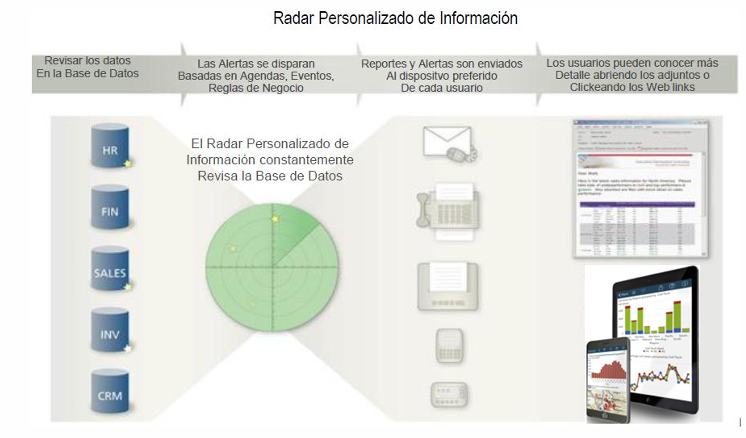 Radar Personalizado de Información
Revisar los datos
En la Base de Datos
Las Alertas se disparan
Basadas en Agendas, Eventos,
Reglas de Negocio
Reportes y Alertas son enviados
Al dispositvo preferido
De cada usuario
Los usuarios pueden conocer más
Detalle abriendo los adjuntos o
Clickeando los Web links
El Radar Personalizado de
Información constantemente
Revisa la Base de Datos
HR
FIN
SALES
INV
CRM
Dear Mark